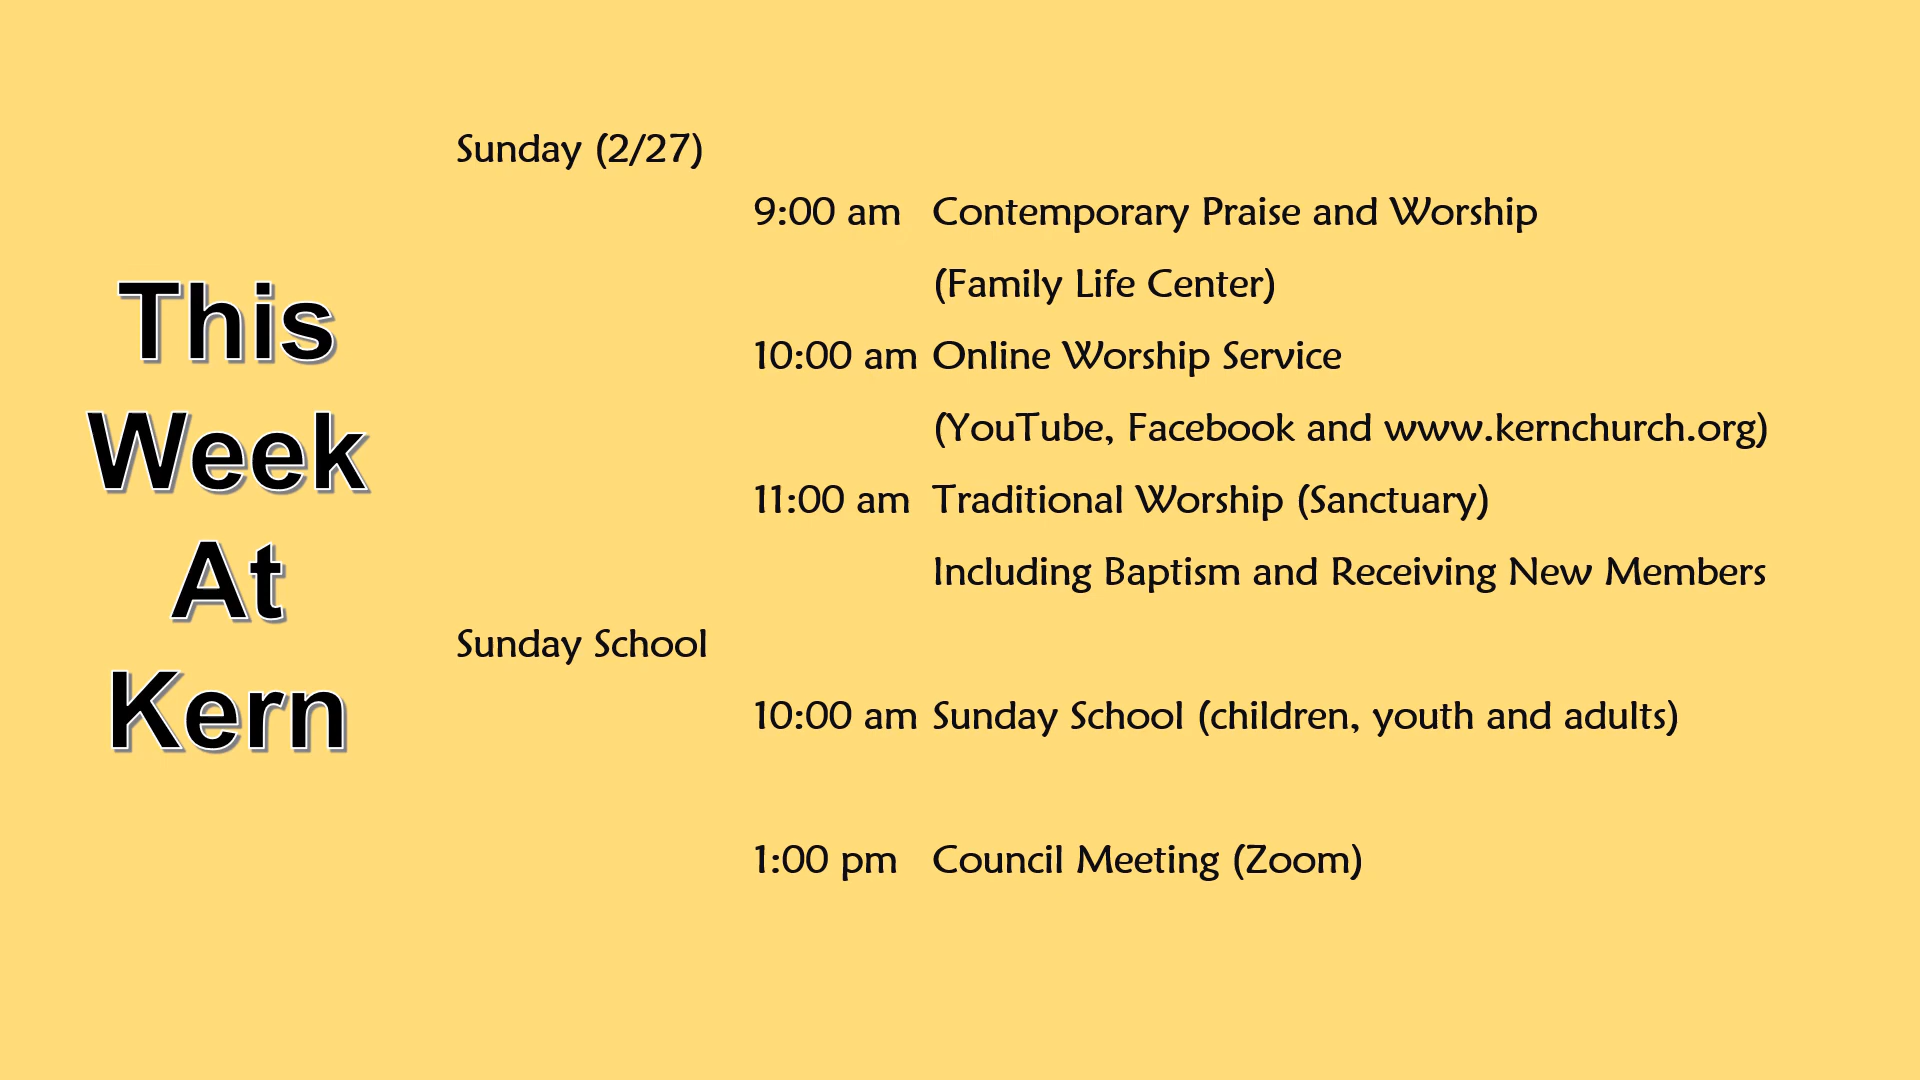 This
Week
At
Kern
Sunday (2/27)
9:00 am Contemporary Praise and Worship
(Family Life Center)
10:00 am Online Worship Service
(YouTube, Facebook and www.kernchurch.org)
11:00 am Traditional Worship (Sanctuary)
Including Baptism and Receiving New Members
Sunday School
10:00 am Sunday School (children, youth and adults)
1:00 pm Council Meeting (Zoom)